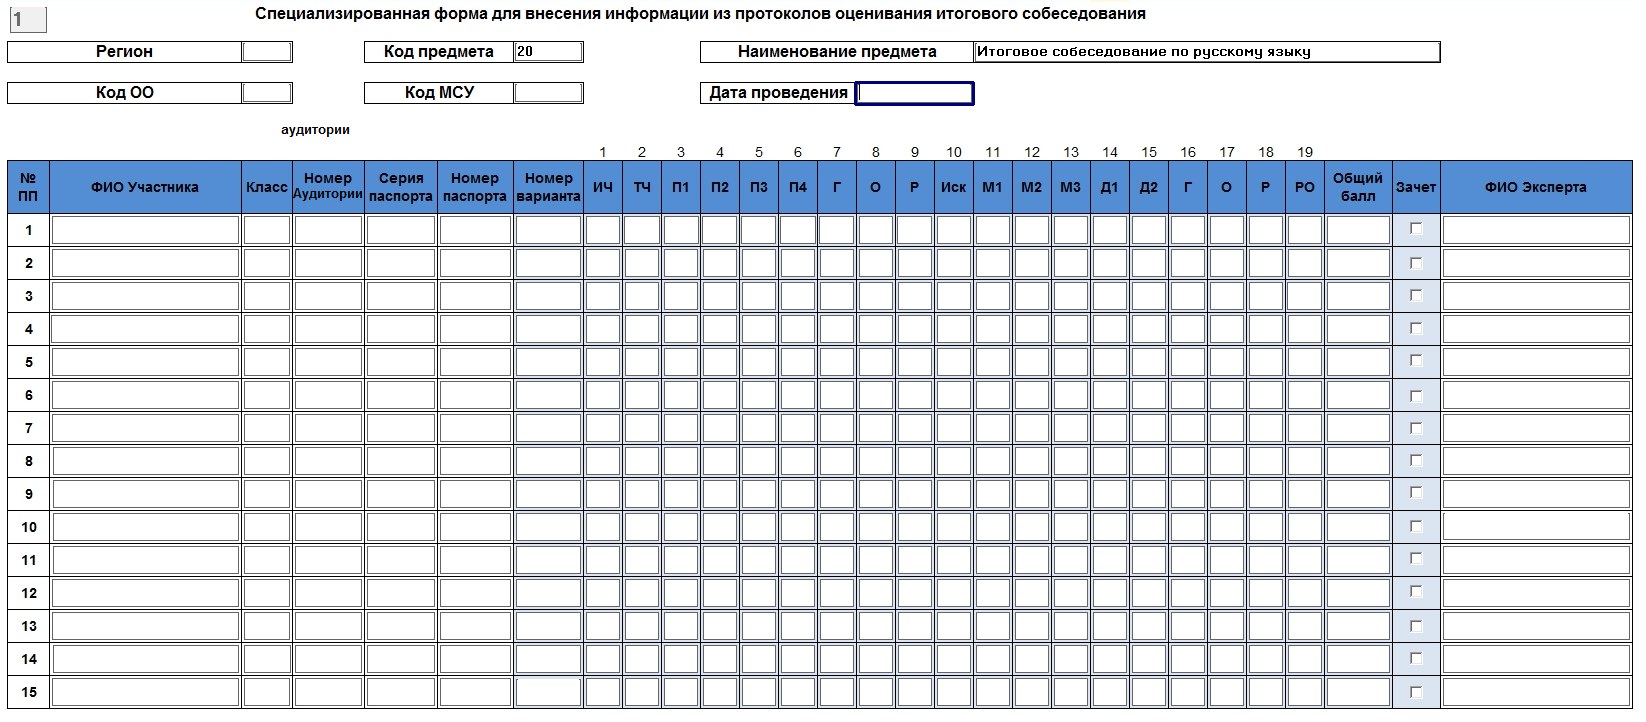 1
Специализированная форма для внесения информации из протоколов оценивания итогового собеседования
Регион Код предмета 20 Наименование предмета Итоговое собеседование по русскому языку
Код ОО Код МСУ Дата проведения
аудитории
1 2 3 4 5 6 7 8 9 10 11 12 13 14 15 16 17 18 19
№ ПП ФИО Участника Класс Номер Аудитории Серия паспорта Номер паспорта Номер варианта ИЧ ТЧ П1 П2 П3 П4 Г О Р Иск М1 М2 М3 Д1 Д2 Г О Р РО Общий балл Зачет ФИО Эксперта
1
2
3
4
5
6
7
8
9
10
11
12
13
14
15